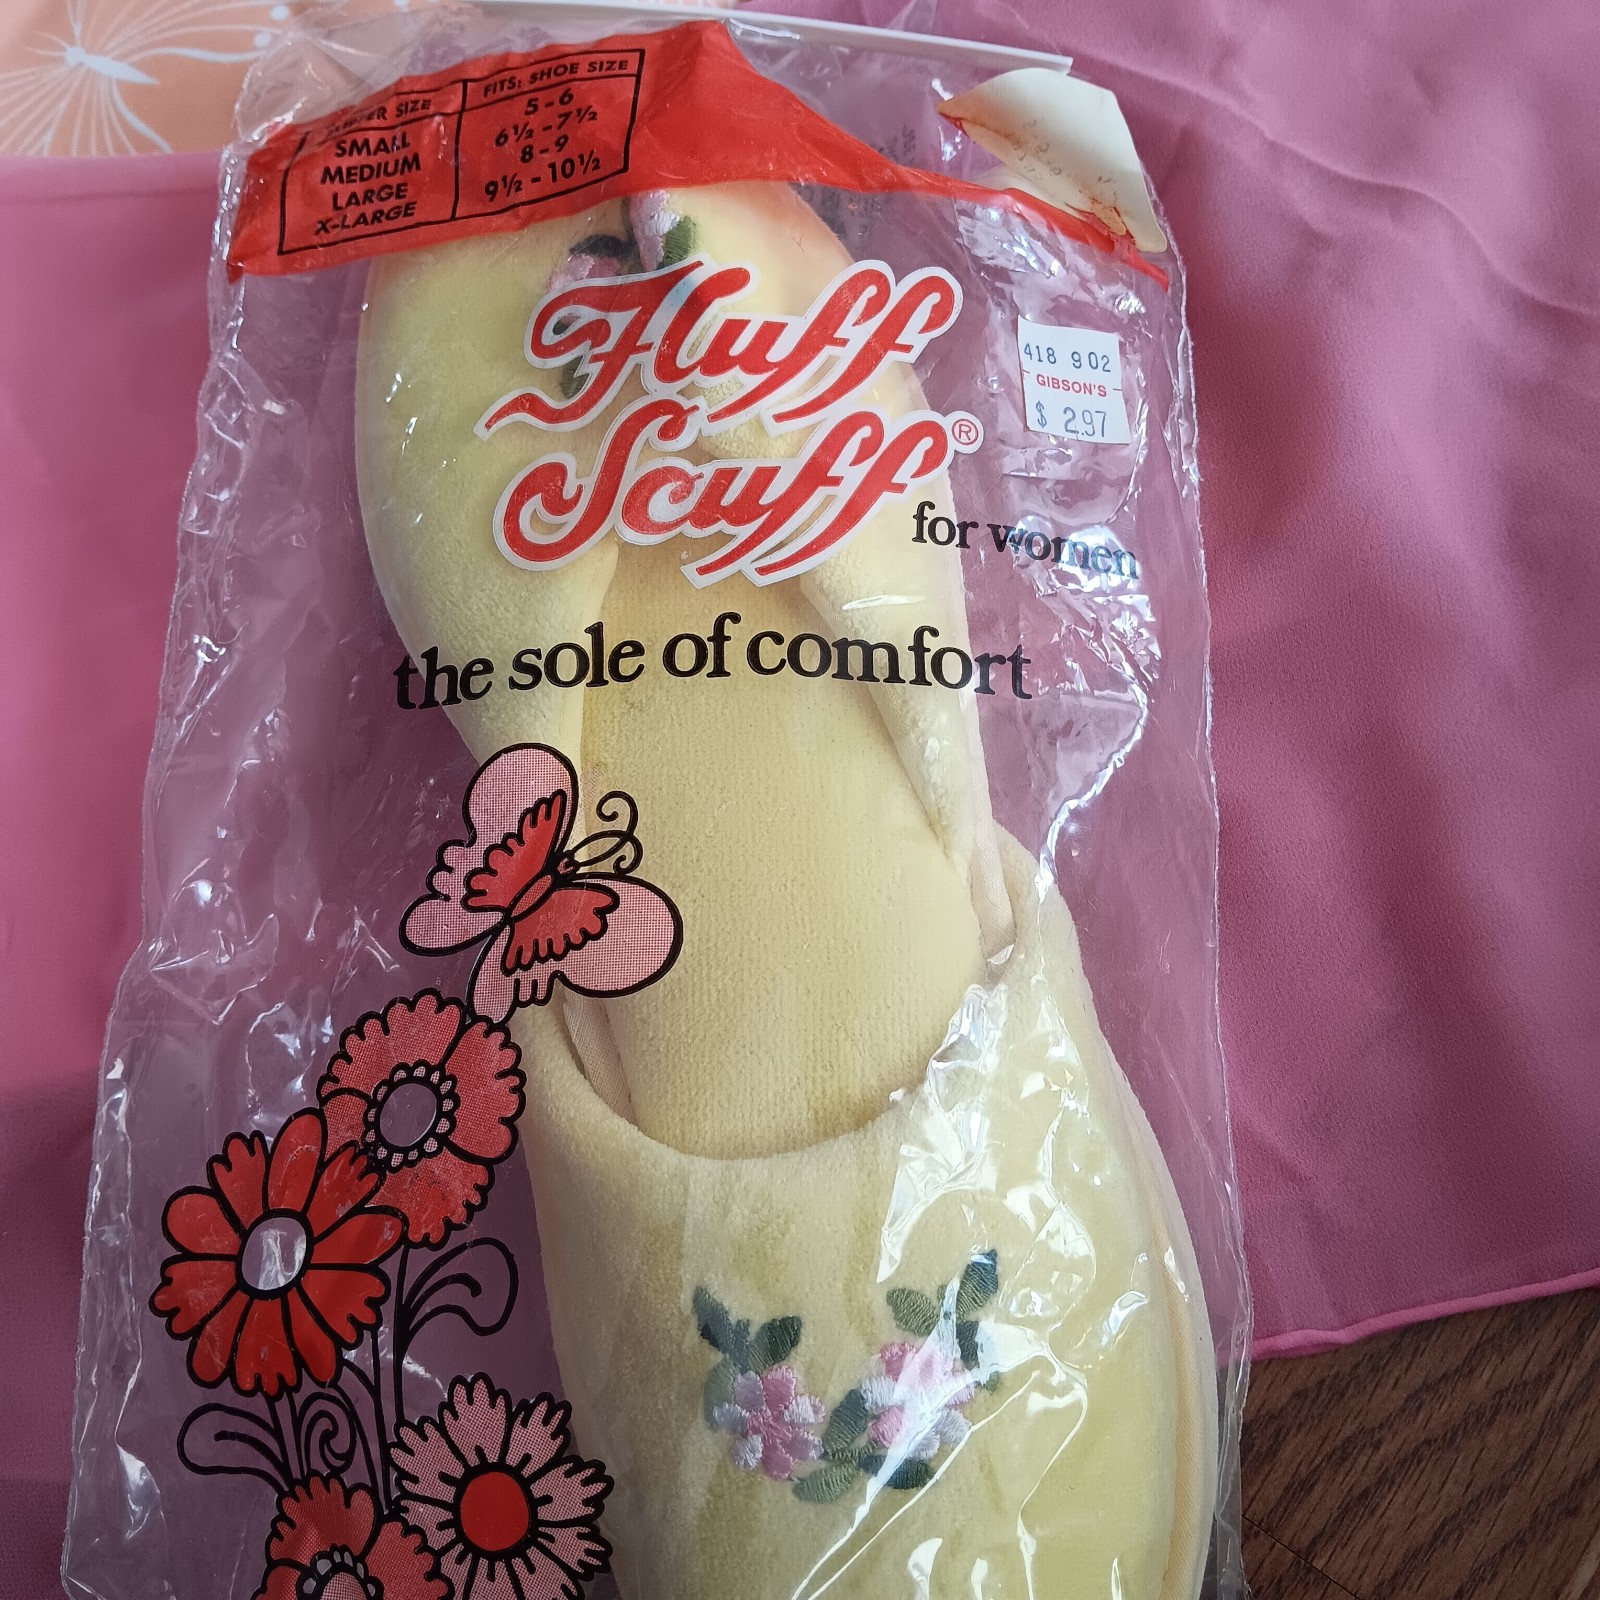 SIZE FITS: SHOE SIZE
SMALL 5 - 6
MEDIUM 6½ - 7½
LARGE 8 - 9
X-LARGE 9½ - 10½
Fluff
Scuff®
for women
418 902
GIBSON'S
$ 2.97
the sole of comfort